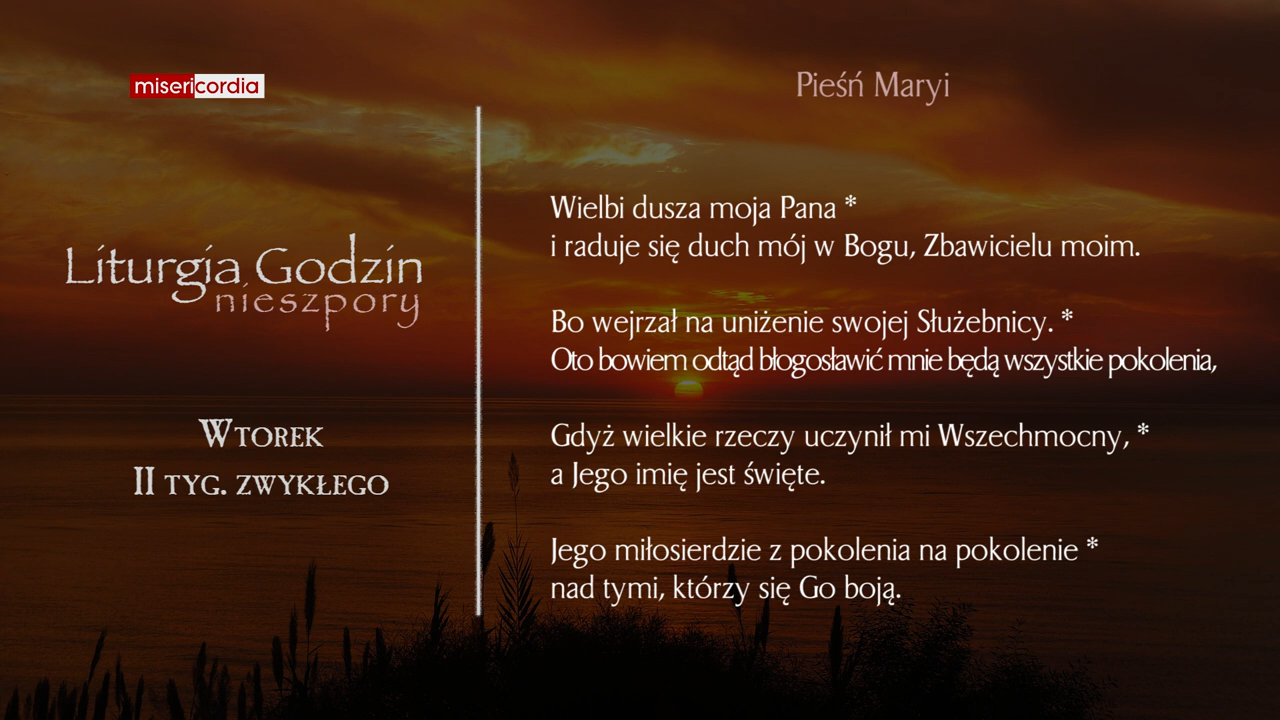 misericordia
Pieśń Maryi
Liturgia Godzin
nieszpory
Wtorek
II tyg. zwykłego
Wielbi dusza moja Pana *
i raduje się duch mój w Bogu, Zbawicielu moim.
Bo wejrzał na uniżenie swojej Służebnicy. *
Oto bowiem odtąd błogosławić mnie będą wszystkie pokolenia,
Gdyż wielkie rzeczy uczynił mi Wszechmocny, *
a Jego imię jest święte.
Jego miłosierdzie z pokolenia na pokolenie *
nad tymi, którzy się Go boją.